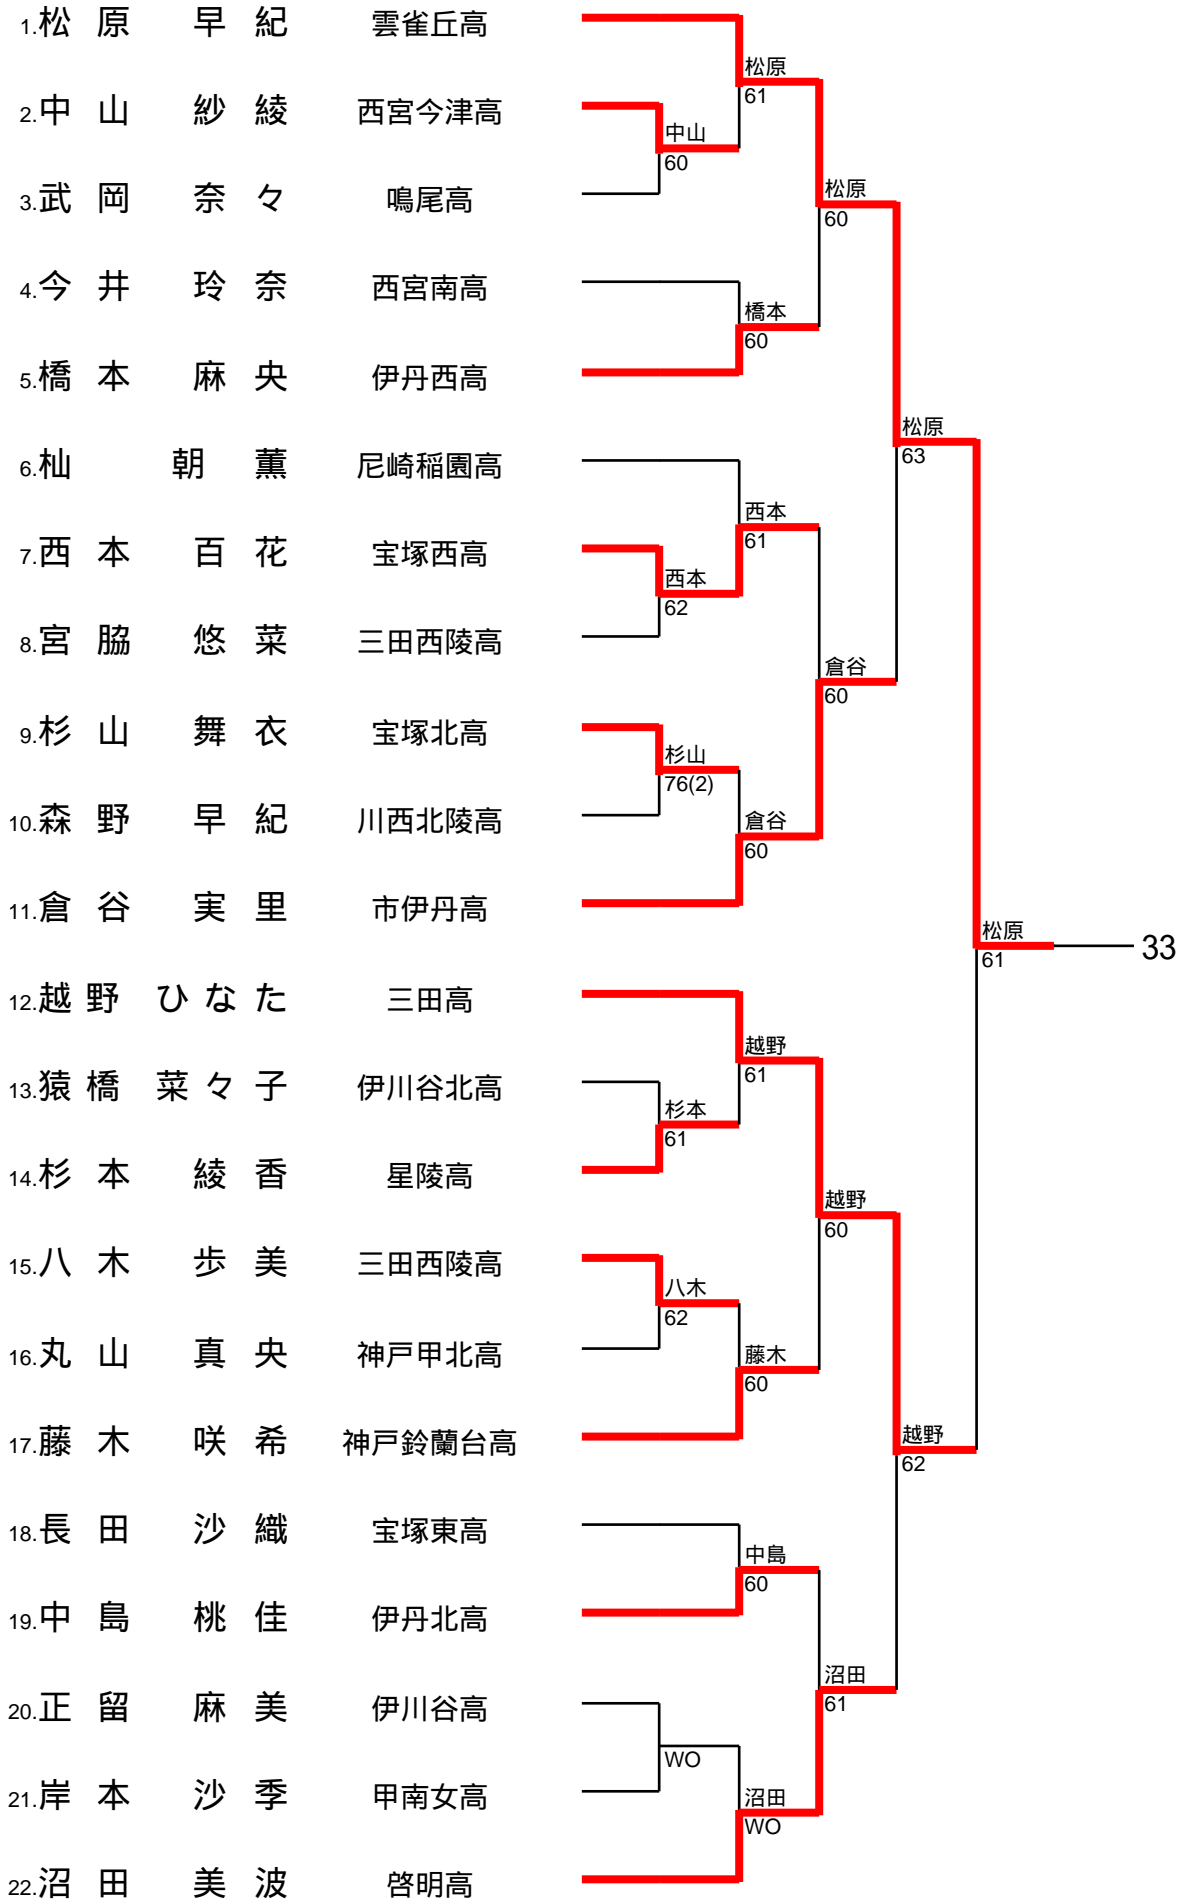 1.松原 早紀 雲雀丘高
松原
61
2.中山 紗綾 西宮今津高
中山
60
3.武岡 奈々 鳴尾高
松原
60
4.今井 玲奈 西宮南高
橋本
60
5.橋本 麻央 伊丹西高
松原
63
6.杣 朝薫 尼崎稲園高
西本
61
7.西本 百花 宝塚西高
西本
62
8.宮脇 悠菜 三田西陵高
倉谷
60
9.杉山 舞衣 宝塚北高
杉山
76(2)
10.森野 早紀 川西北陵高
倉谷
60
11.倉谷 実里 市伊丹高
松原
61
33
12.越野 ひなた 三田高
越野
61
13.猿橋 菜々子 伊川谷北高
杉本
61
14.杉本 綾香 星陵高
越野
60
15.八木 歩美 三田西陵高
八木
62
16.丸山 真央 神戸甲北高
藤木
60
17.藤木 咲希 神戸鈴蘭台高
越野
62
18.長田 沙織 宝塚東高
中島
60
19.中島 桃佳 伊丹北高
沼田
61
20.正留 麻美 伊川谷高
WO
21.岸本 沙季 甲南女高
沼田
WO
22.沼田 美波 啓明高